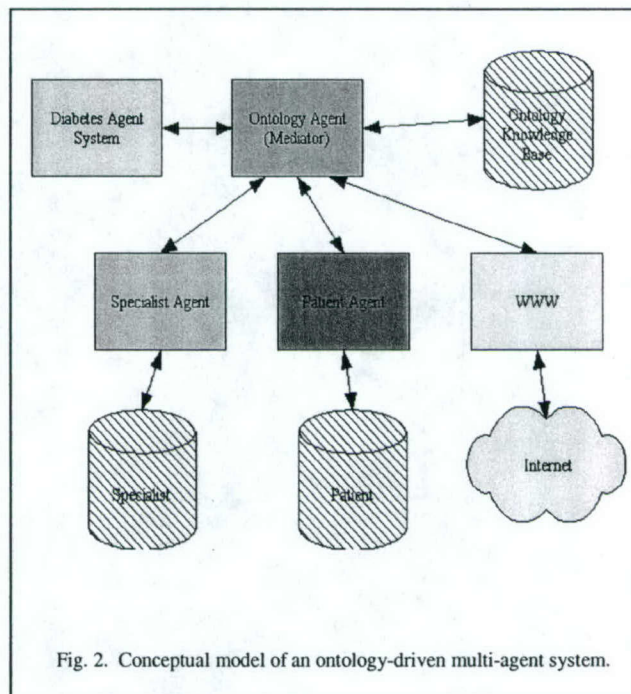 Diabetes Agent
System
Ontology Agent
(Mediator)
Ontology
Knowledge
Base
Specialist Agent
Patient Agent
WWW
Specialist
Patient
Internet
Fig. 2. Conceptual model of an ontology-driven multi-agent system.